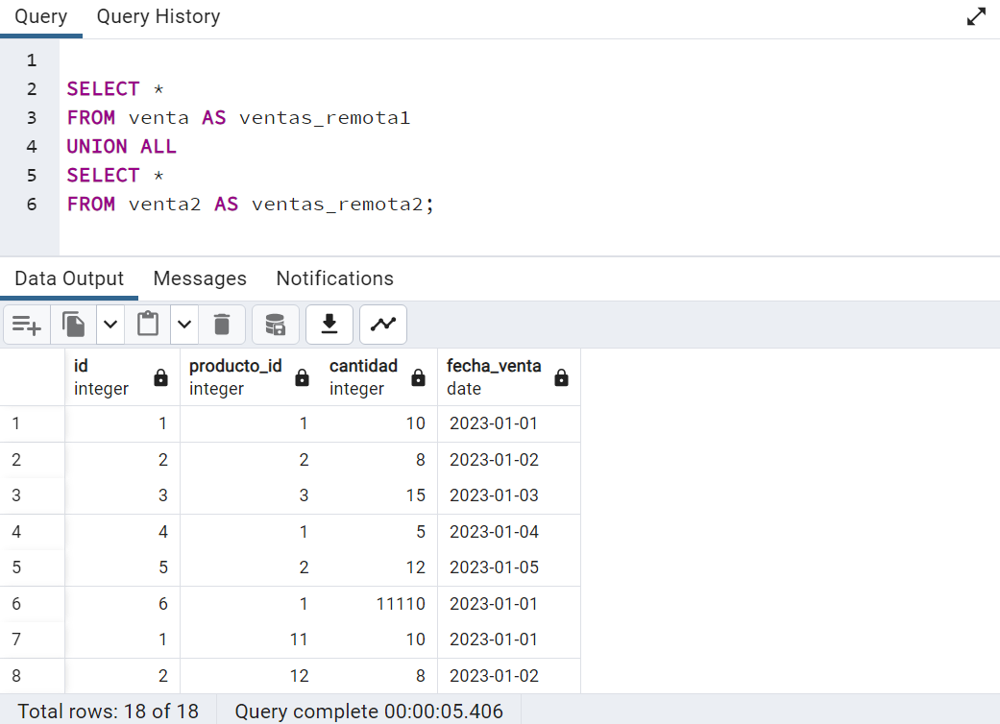 Query Query History
1
2 SELECT *
3 FROM venta AS ventas_remota1
4 UNION ALL
5 SELECT *
6 FROM venta2 AS ventas_remota2;
Data Output Messages Notifications
id producto_id cantidad fecha_venta
integer integer integer date
1 1 1 10 2023-01-01
2 2 2 8 2023-01-02
3 3 3 15 2023-01-03
4 4 1 5 2023-01-04
5 5 2 12 2023-01-05
6 6 1 11110 2023-01-01
7 1 11 10 2023-01-01
8 2 12 8 2023-01-02
Total rows: 18 of 18 Query complete 00:00:05.406